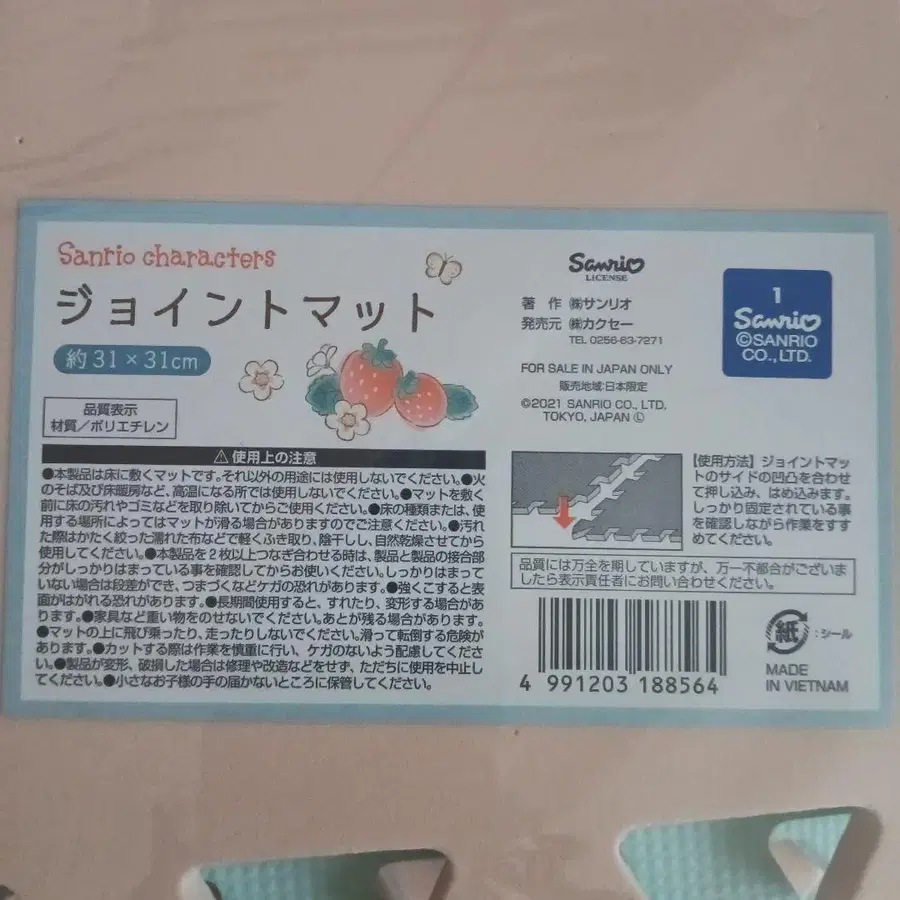 Sanrio characters
ジョイントマット
約31×31cm
品質表示
材質／ポリエチレン
⚠使用上の注意
●本製品は床に敷くマットです。それ以外の用途には使用しないでください。●火
のそば及び床暖房など、高温になる所では使用しないでください。●マットを敷く
前に床の汚れやゴミなどを取り除いてからご使用ください。●床の種類または、使
用する場所によってはマットが滑る場合がありますのでご注意ください。●汚れ
た際はかたく絞った濡れた布などで軽くふき取り、陰干しし、自然乾燥させてから
使用してください。●本製品を2枚以上つなぎ合わせる時は、製品と製品の接合部
分がしっかりはまっている事を確認してからお使いください。しっかりはまって
いない場合は段差ができ、つまづくなどケガの恐れがあります。●強くこすると表
面がはがれる恐れがあります。●長期間使用すると、すれたり、変形する場合があ
ります。●家具など重い物をのせないでください。あとが残る場合があります。
●マットの上に飛び乗ったり、走ったりしないでください。滑って転倒する危険が
あります。●カットする際は作業を慎重に行い、ケガのないよう配慮してくださ
い。●製品が変形、破損した場合は修理や改造などをせず、ただちに使用を中止し
てください。●小さなお子様の手の届かないところに保管してください。
Sanrio
LICENSE
著作 ㈱サンリオ
発売元 ㈱カクセー
TEL 0256-63-7271
FOR SALE IN JAPAN ONLY
販売地域:日本限定
©2021 SANRIO CO., LTD.
TOKYO, JAPAN Ⓛ
1
Sanrio
©SANRIO
CO., LTD.
【使用方法】ジョイントマッ
トのサイドの凹凸を合わせ
て押し込み、はめ込みます。
しっかり固定されている事
を確認しながら作業をすす
めてください。
品質には万全を期していますが、万一不都合がございま
したら表示責任者にお問い合わせください。
4 991203 188564
紙 :シール
MADE
IN VIETNAM